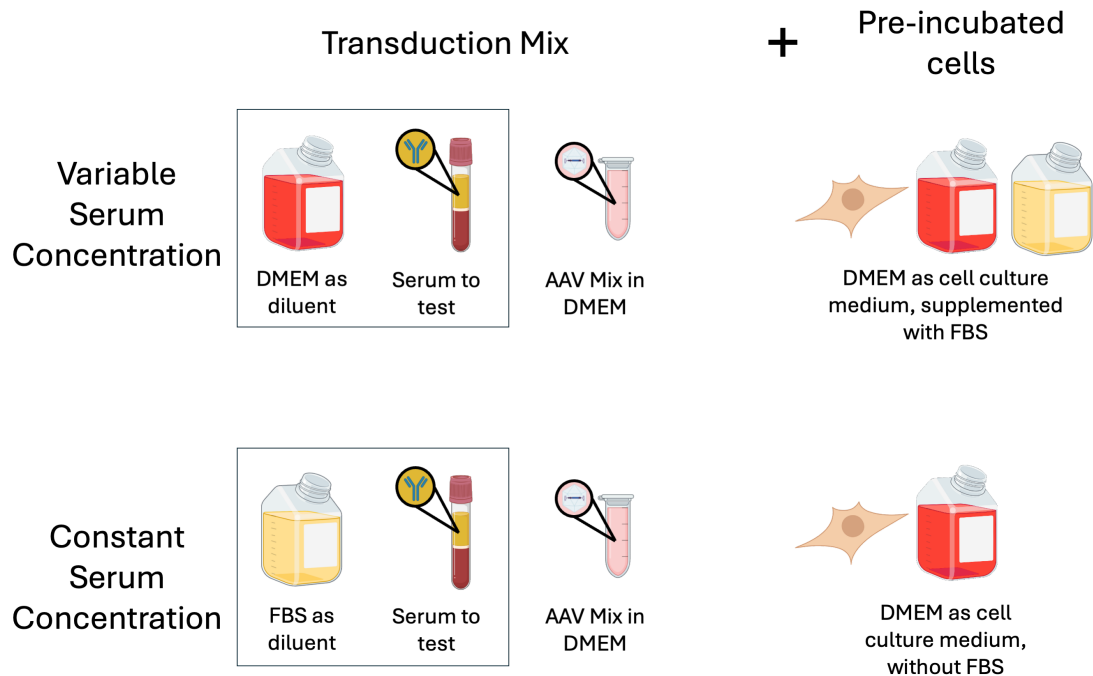 Transduction Mix
+
Pre-incubated
cells
Variable
Serum
Concentration
DMEM as
diluent
Serum to
test
AAV Mix in
DMEM
DMEM as cell culture
medium, supplemented
with FBS
Constant
Serum
Concentration
FBS as
diluent
Serum to
test
AAV Mix in
DMEM
DMEM as cell
culture medium,
without FBS